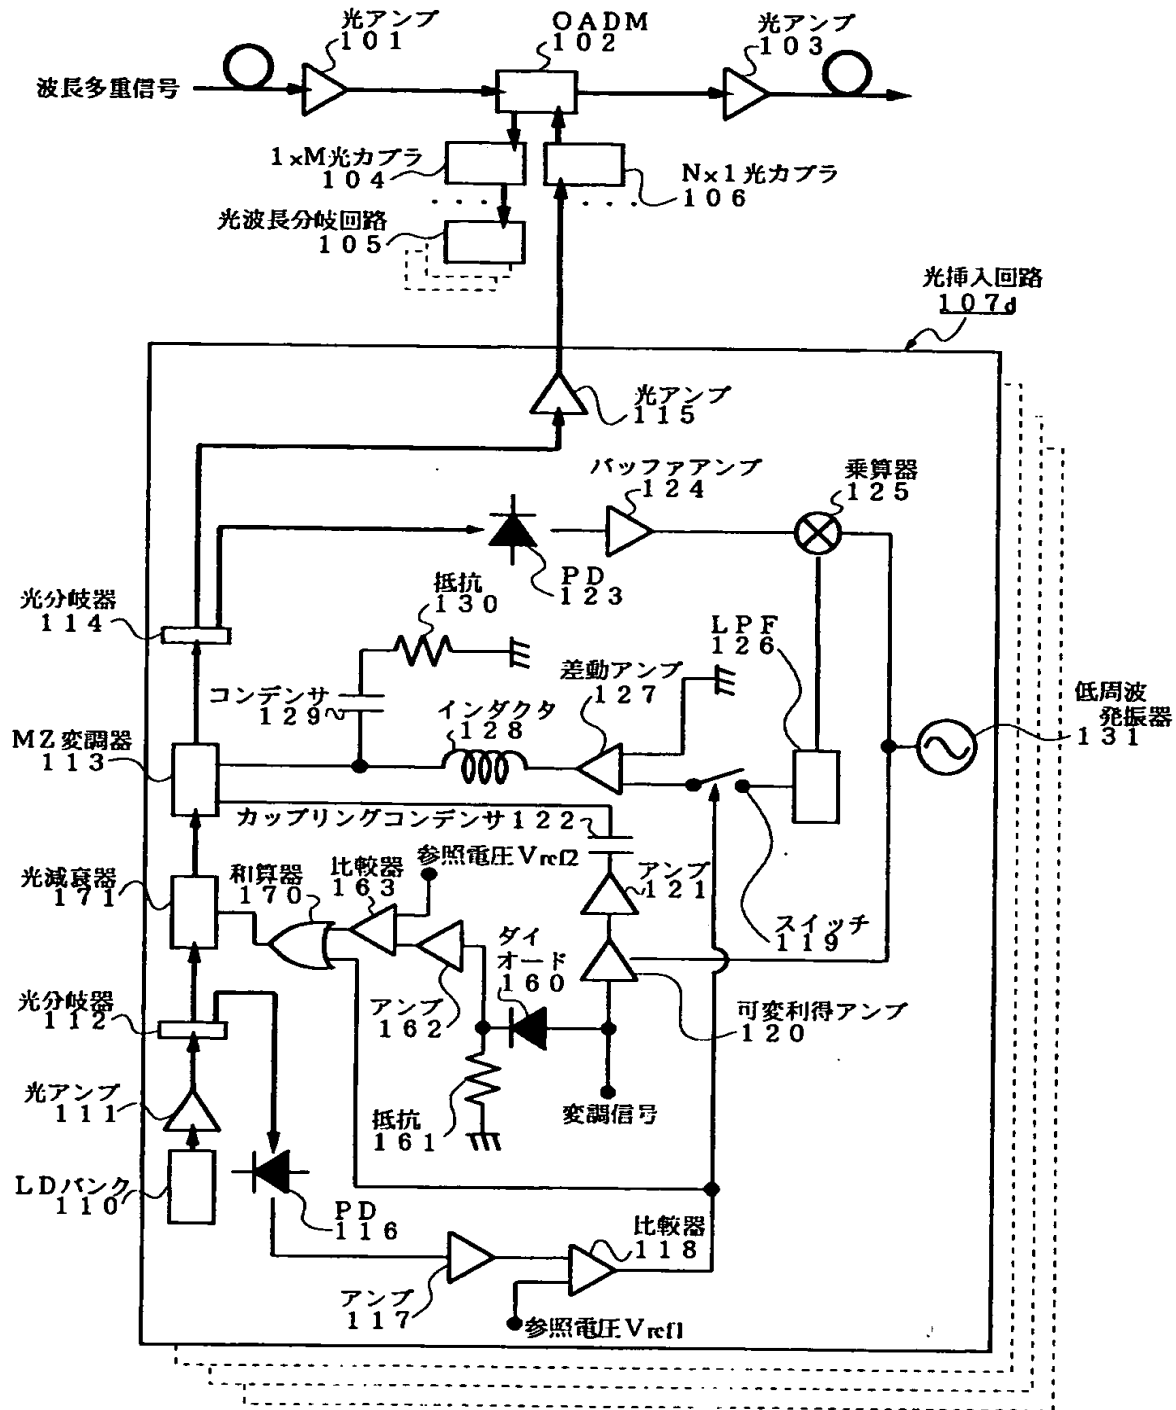 光アンプ
101
OADM
102
光アンプ
103
波長多重信号
1×M光カプラ
104
N×1光カプラ
106
光波長分岐回路
105
光挿入回路
107d
光アンプ
115
バッファアンプ
124
乗算器
125
PD
123
抵抗
130
光分岐器
114
LPF
126
差動アンプ
127
コンデンサ
129
インダクタ
128
低周波
発振器
131
MZ変調器
113
カップリングコンデンサ122
参照電圧Vref2
比較器
163
和算器
170
光減衰器
171
アンプ
121
スイッチ
119
ダイ
オード
160
アンプ
162
可変利得アンプ
120
光分岐器
112
光アンプ
111
抵抗
161
変調信号
LDバンク
110
PD
116
比較器
118
アンプ
117
参照電圧Vref1